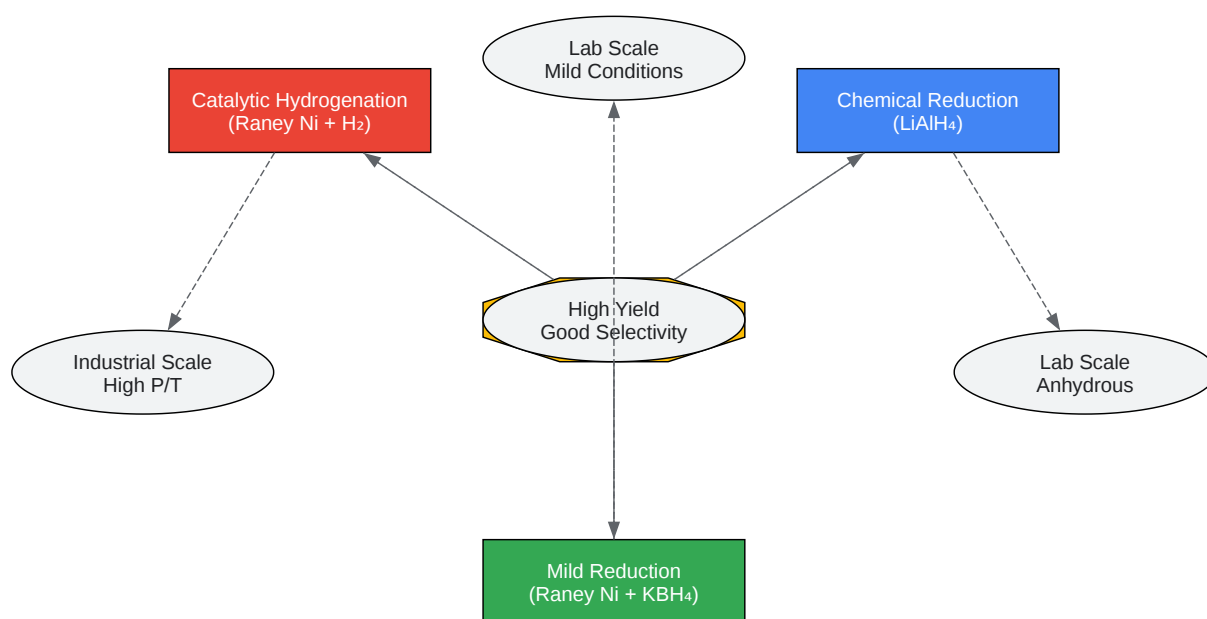 Lab Scale
Mild Conditions
Catalytic Hydrogenation
(Raney Ni + H₂)
Chemical Reduction
(LiAlH₄)
High Yield
Good Selectivity
Industrial Scale
High P/T
Lab Scale
Anhydrous
Mild Reduction
(Raney Ni + KBH₄)